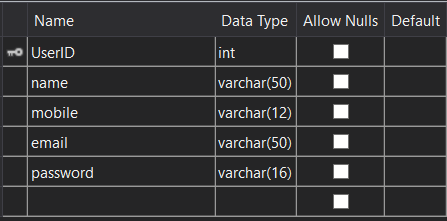 Name Data Type Allow Nulls Default
UserID int
name varchar(50)
mobile varchar(12)
email varchar(50)
password varchar(16)